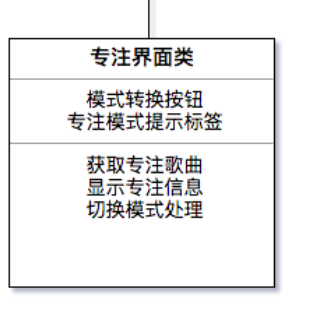 专注界面类
模式转换按钮
专注模式提示标签
获取专注歌曲
显示专注信息
切换模式处理